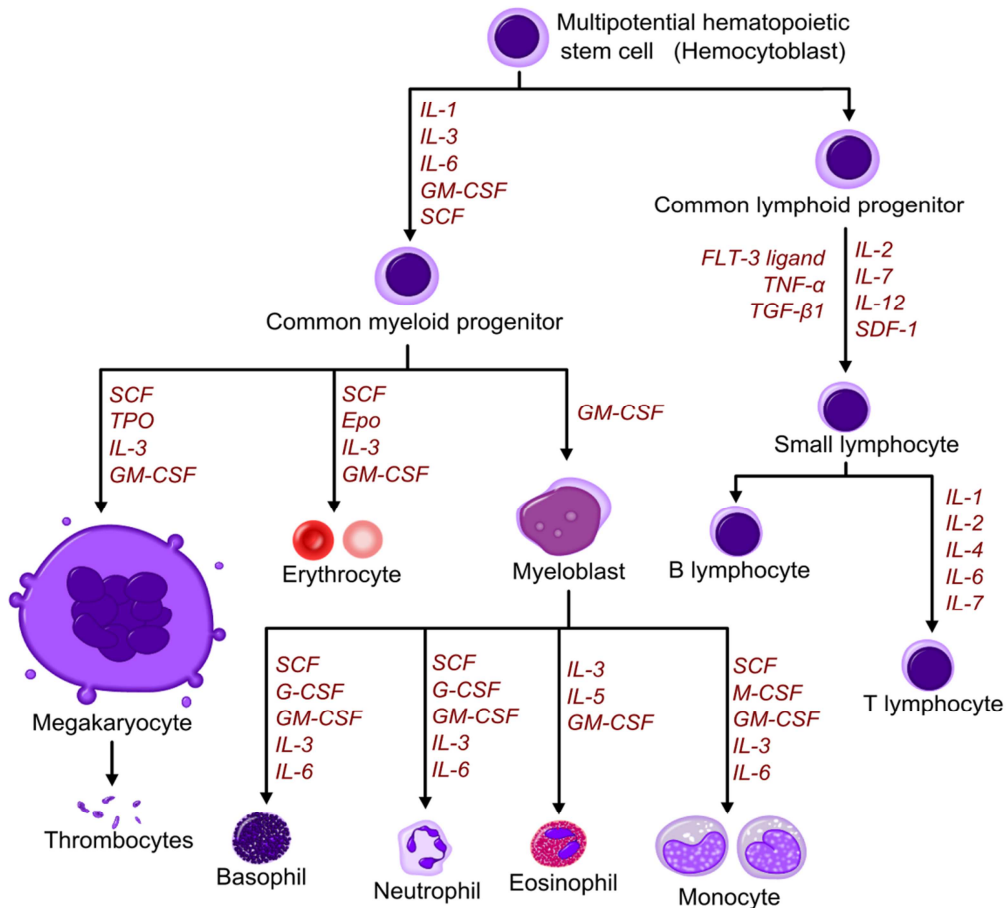 Multipotential hematopoietic
stem cell (Hemocytoblast)
IL-1
IL-3
IL-6
GM-CSF
SCF
Common myeloid progenitor
Common lymphoid progenitor
FLT-3 ligand
TNF-α
TGF-β1
IL-2
IL-7
IL-12
SDF-1
SCF
TPO
IL-3
GM-CSF
SCF
Epo
IL-3
GM-CSF
GM-CSF
Small lymphocyte
Megakaryocyte
Erythrocyte
Myeloblast
B lymphocyte
IL-1
IL-2
IL-4
IL-6
IL-7
T lymphocyte
Thrombocytes
SCF
G-CSF
GM-CSF
IL-3
IL-6
SCF
G-CSF
GM-CSF
IL-3
IL-6
IL-3
IL-5
GM-CSF
SCF
M-CSF
GM-CSF
IL-3
IL-6
Basophil
Neutrophil
Eosinophil
Monocyte